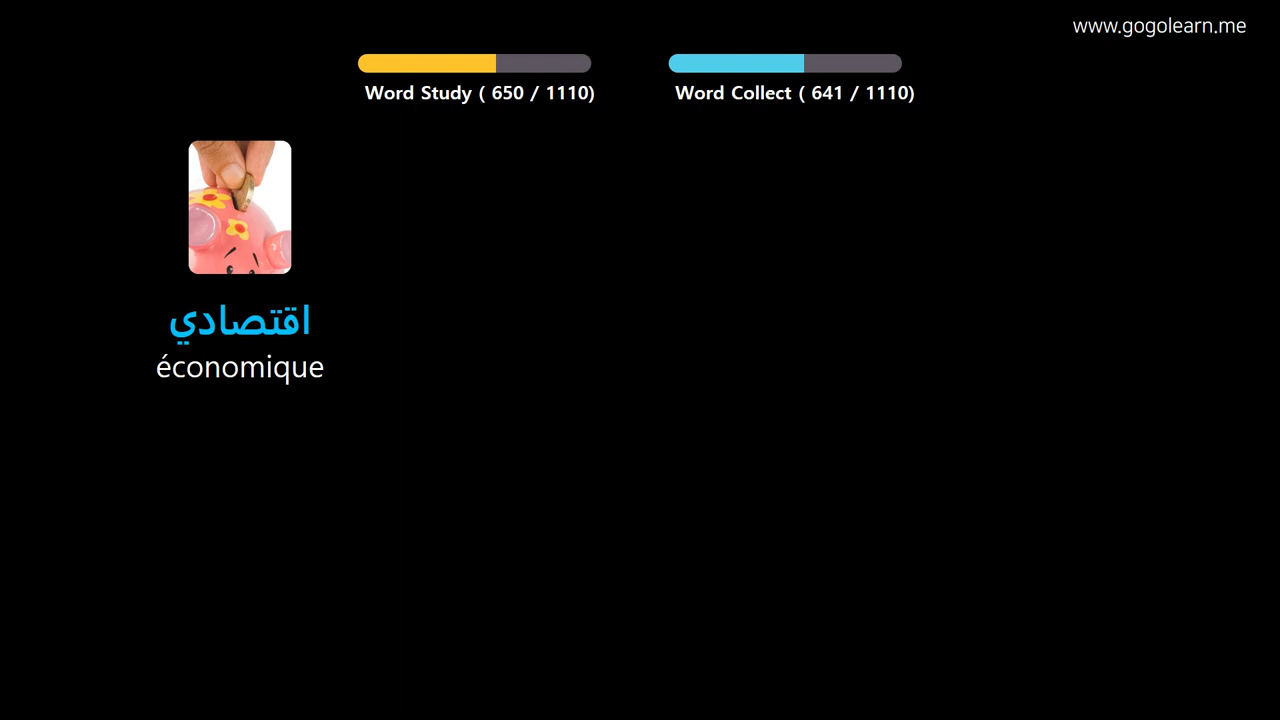 www.gogolearn.me
Word Study ( 650 / 1110)
Word Collect ( 641 / 1110)
اقتصادي
économique